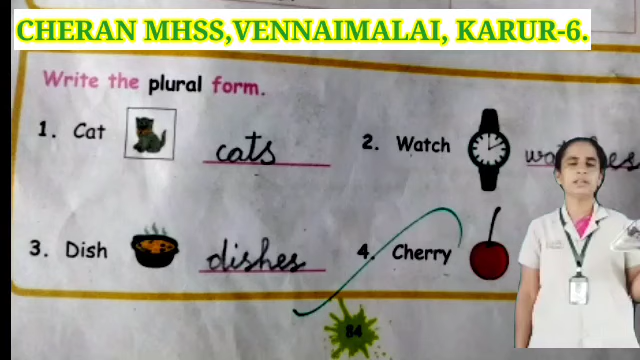 CHERAN MHSS,VENNAIMALAI, KARUR-6.
Write the plural form.
1. Cat cats
2. Watch
3. Dish dishes
4. Cherry
84